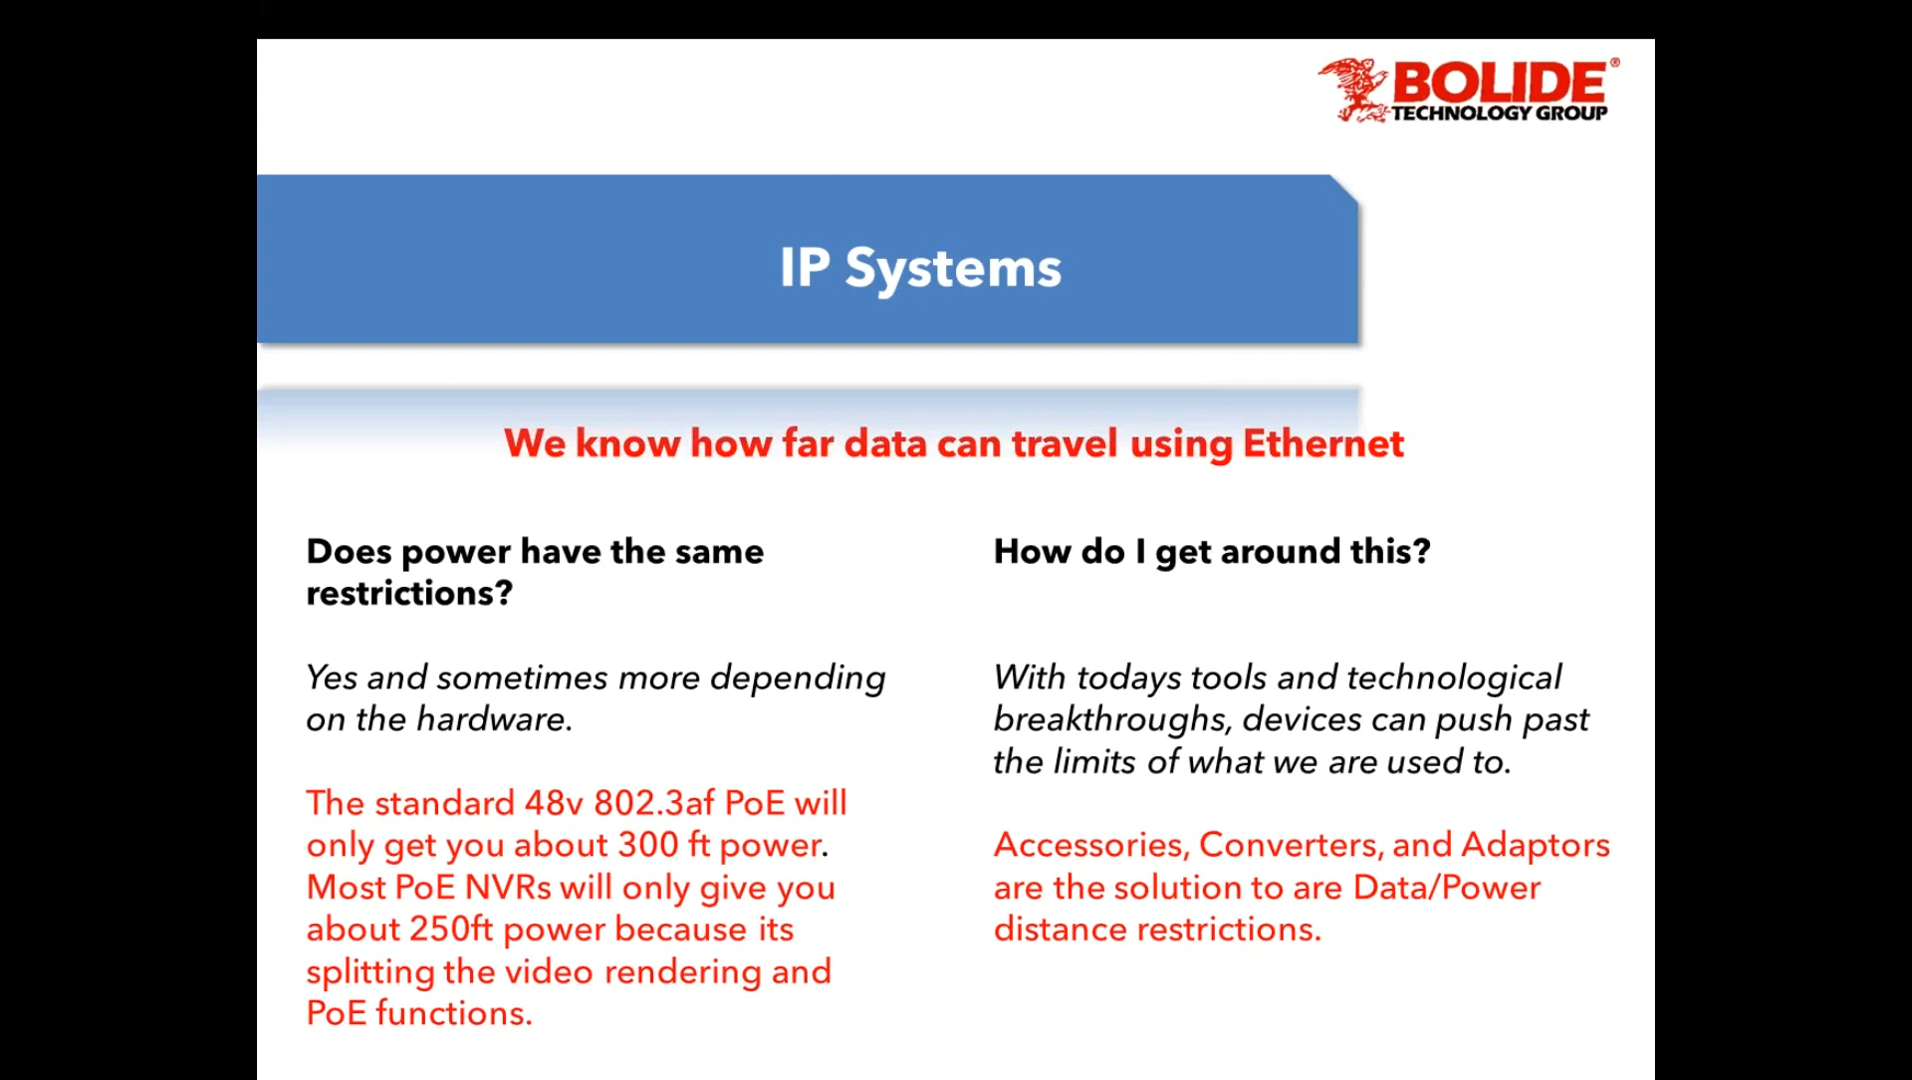 BOLIDE®
TECHNOLOGY GROUP
IP Systems
We know how far data can travel using Ethernet
Does power have the same
restrictions?
Yes and sometimes more depending
on the hardware.
The standard 48v 802.3af PoE will
only get you about 300 ft power.
Most PoE NVRs will only give you
about 250ft power because its
splitting the video rendering and
PoE functions.
How do I get around this?
With todays tools and technological
breakthroughs, devices can push past
the limits of what we are used to.
Accessories, Converters, and Adaptors
are the solution to are Data/Power
distance restrictions.